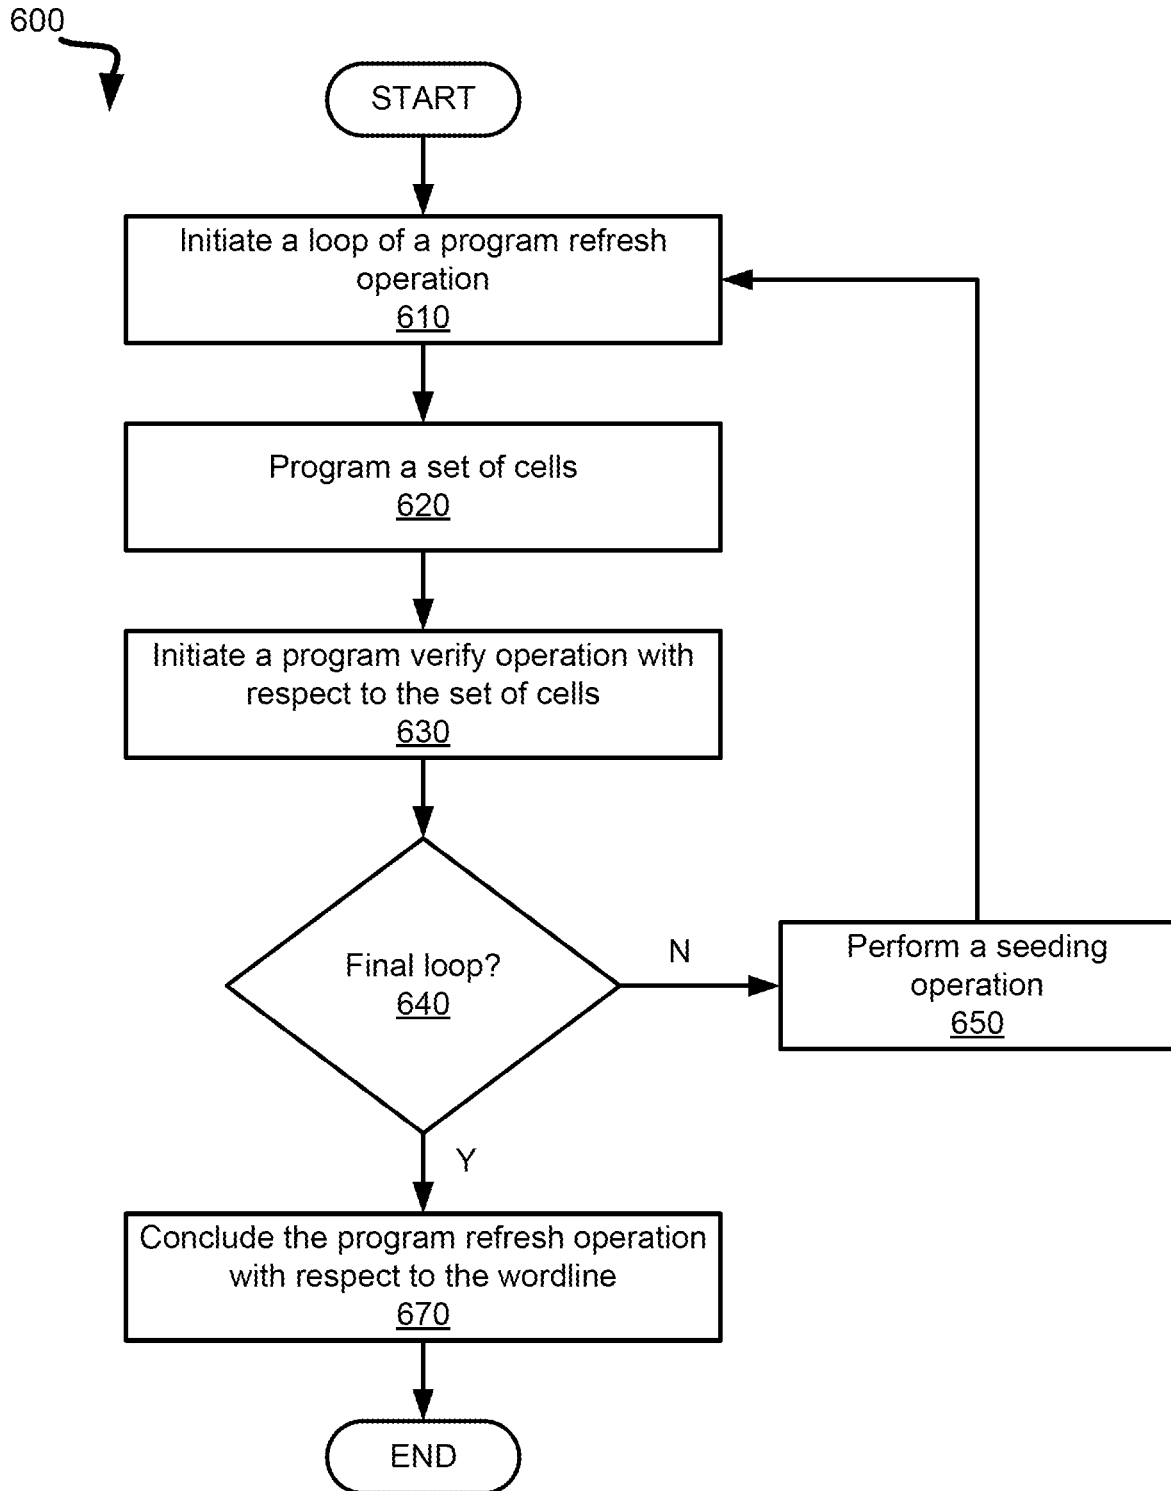 600
START
Initiate a loop of a program refresh
operation
610
Program a set of cells
620
Initiate a program verify operation with
respect to the set of cells
630
Final loop?
640
N
Perform a seeding
operation
650
Y
Conclude the program refresh operation
with respect to the wordline
670
END